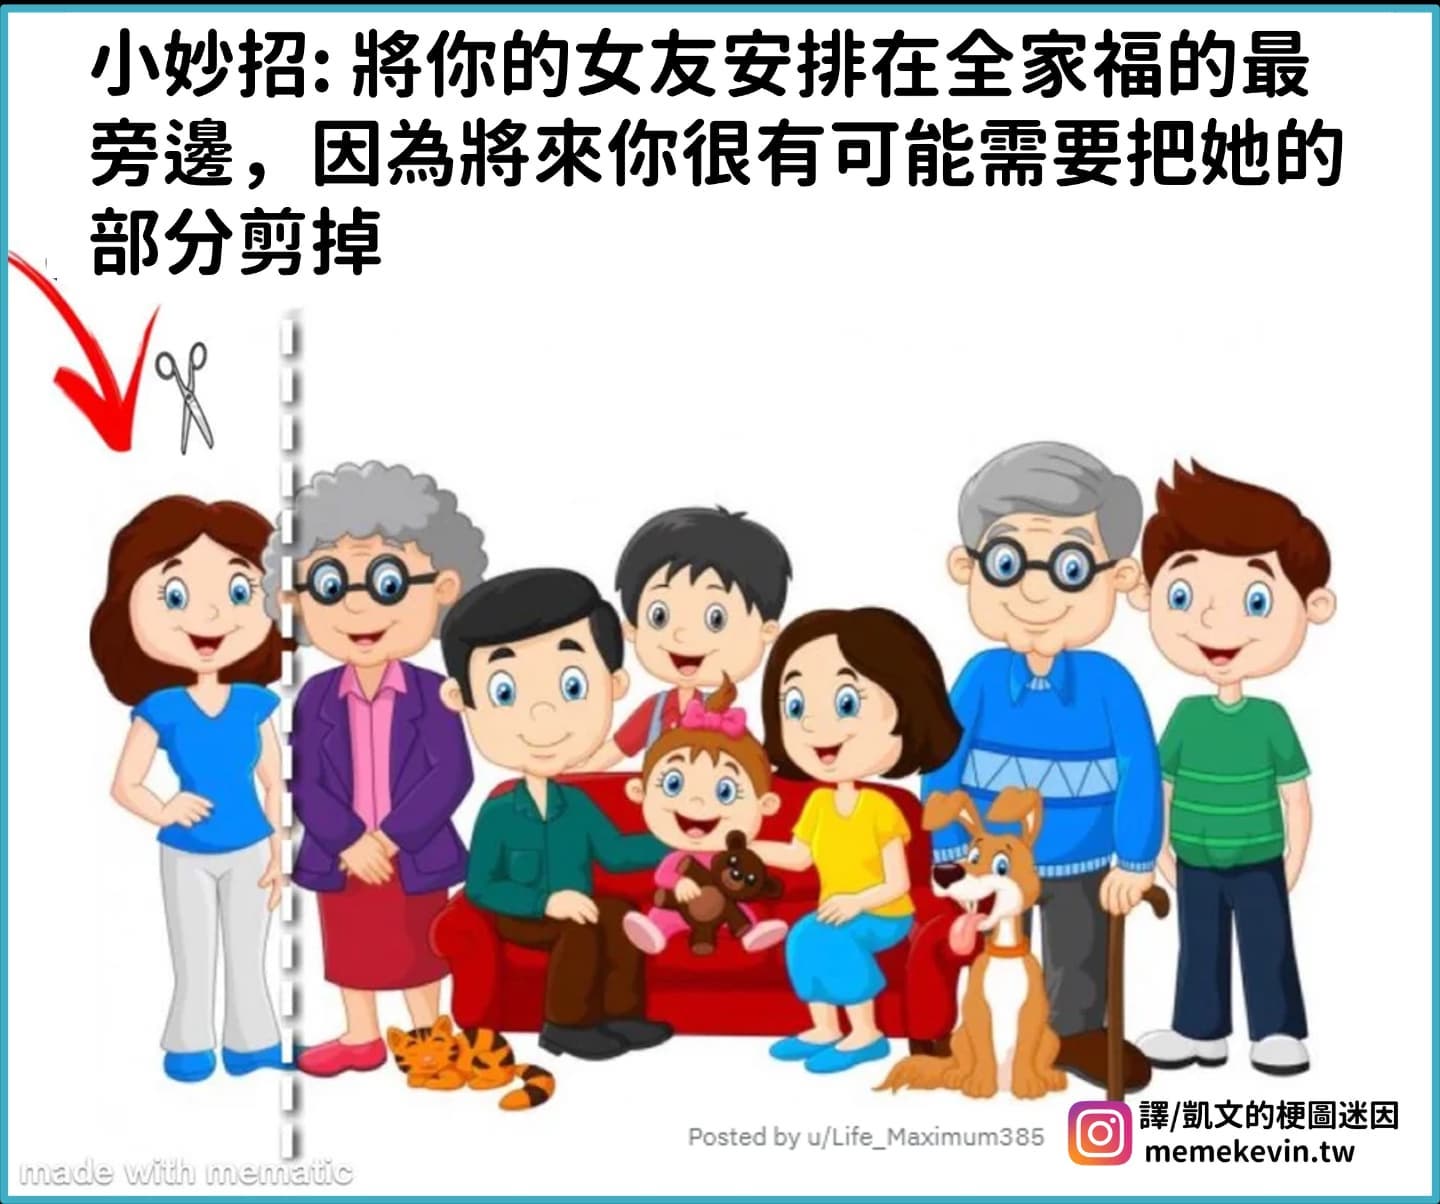 小妙招: 將你的女友安排在全家福的最
旁邊，因為將來你很有可能需要把她的
部分剪掉
Posted by u/Life_Maximum385
譯/凱文的梗圖迷因
memekevin.tw
made with mematic